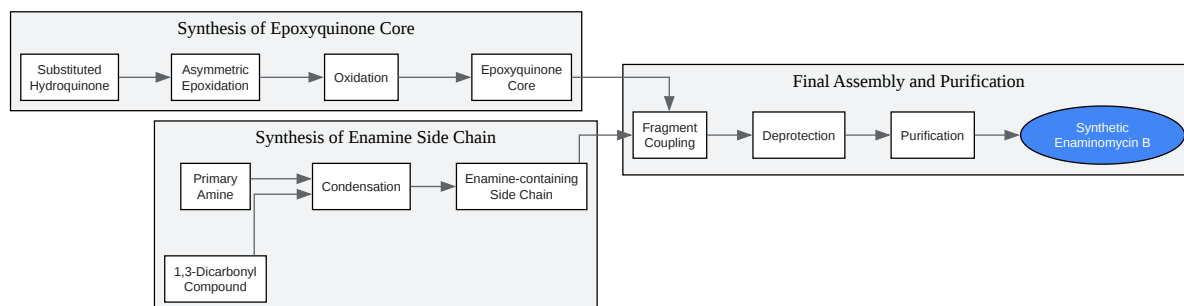 Synthesis of Epoxyquinone Core
Substituted
Hydroquinone
Asymmetric
Epoxidation
Oxidation
Epoxyquinone
Core
Synthesis of Enamine Side Chain
Primary
Amine
1,3-Dicarbonyl
Compound
Condensation
Enamine-containing
Side Chain
Final Assembly and Purification
Fragment
Coupling
Deprotection
Purification
Synthetic
Enaminomycin B